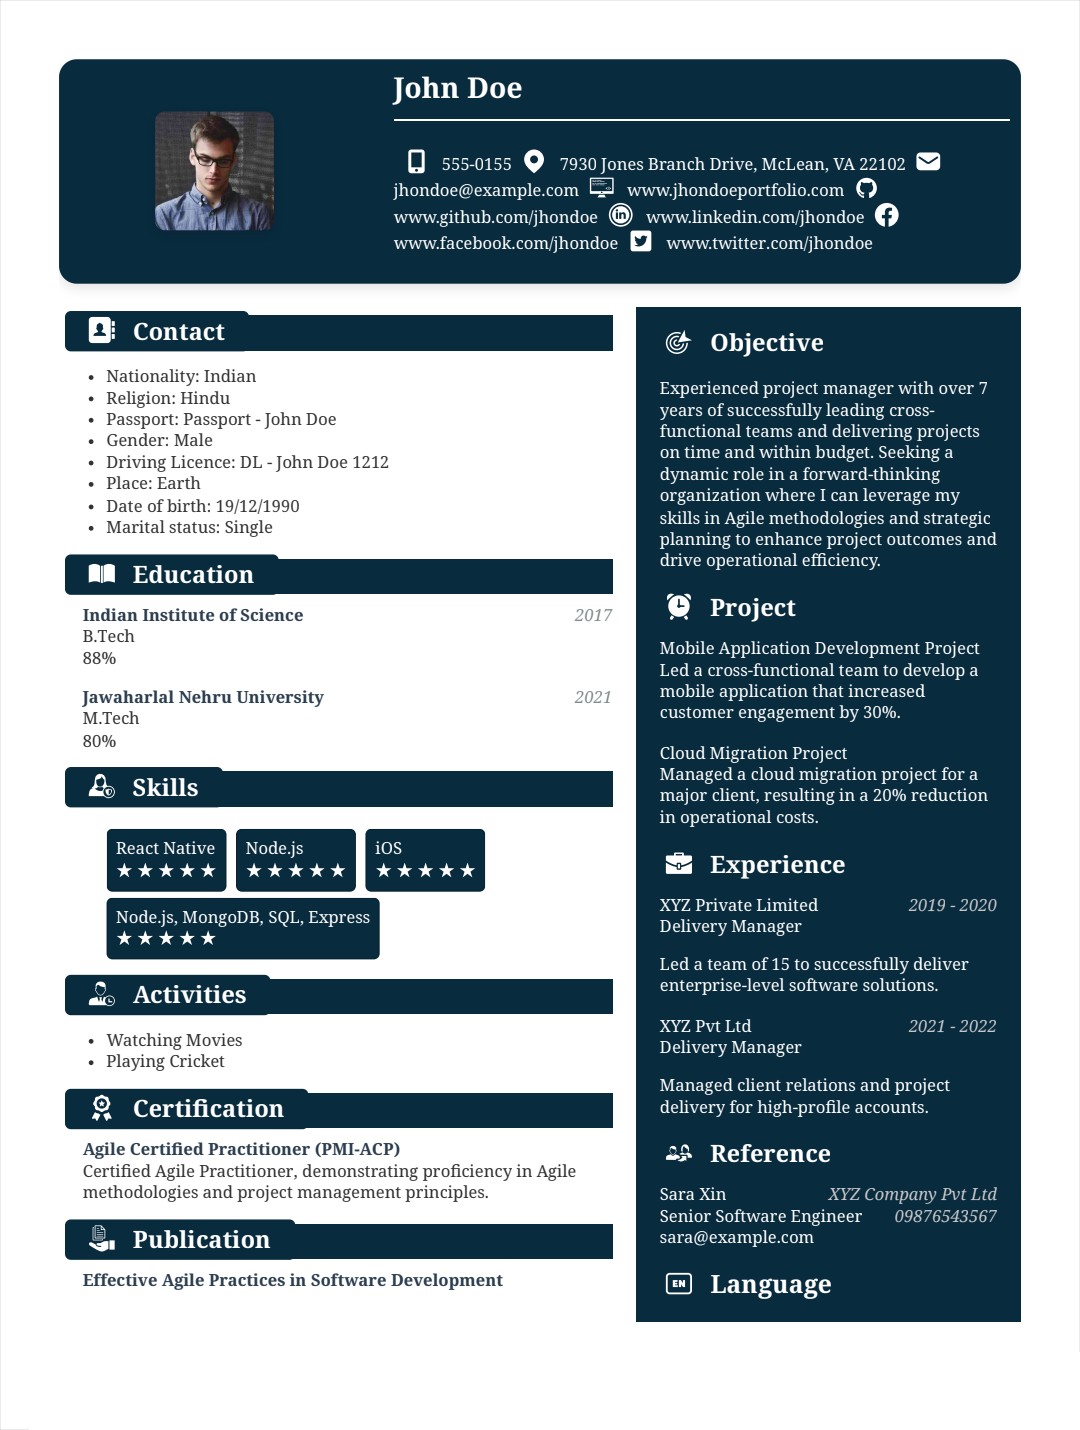 John Doe
555-0155 7930 Jones Branch Drive, McLean, VA 22102
jhondoe@example.com www.jhondoeportfolio.com
www.github.com/jhondoe www.linkedin.com/jhondoe
www.facebook.com/jhondoe www.twitter.com/jhondoe
Contact
• Nationality: Indian
• Religion: Hindu
• Passport: Passport - John Doe
• Gender: Male
• Driving Licence: DL - John Doe 1212
• Place: Earth
• Date of birth: 19/12/1990
• Marital status: Single
Education
Indian Institute of Science 2017
B.Tech
88%
Jawaharlal Nehru University 2021
M.Tech
80%
Skills
React Native Node.js iOS
★ ★ ★ ★ ★ ★ ★ ★ ★ ★ ★ ★ ★ ★ ★
Node.js, MongoDB, SQL, Express
★ ★ ★ ★ ★
Activities
• Watching Movies
• Playing Cricket
Certification
Agile Certified Practitioner (PMI-ACP)
Certified Agile Practitioner, demonstrating proficiency in Agile
methodologies and project management principles.
Publication
Effective Agile Practices in Software Development
Objective
Experienced project manager with over 7
years of successfully leading cross-
functional teams and delivering projects
on time and within budget. Seeking a
dynamic role in a forward-thinking
organization where I can leverage my
skills in Agile methodologies and strategic
planning to enhance project outcomes and
drive operational efficiency.
Project
Mobile Application Development Project
Led a cross-functional team to develop a
mobile application that increased
customer engagement by 30%.
Cloud Migration Project
Managed a cloud migration project for a
major client, resulting in a 20% reduction
in operational costs.
Experience
XYZ Private Limited 2019 - 2020
Delivery Manager
Led a team of 15 to successfully deliver
enterprise-level software solutions.
XYZ Pvt Ltd 2021 - 2022
Delivery Manager
Managed client relations and project
delivery for high-profile accounts.
Reference
Sara Xin XYZ Company Pvt Ltd
Senior Software Engineer 09876543567
sara@example.com
EN Language